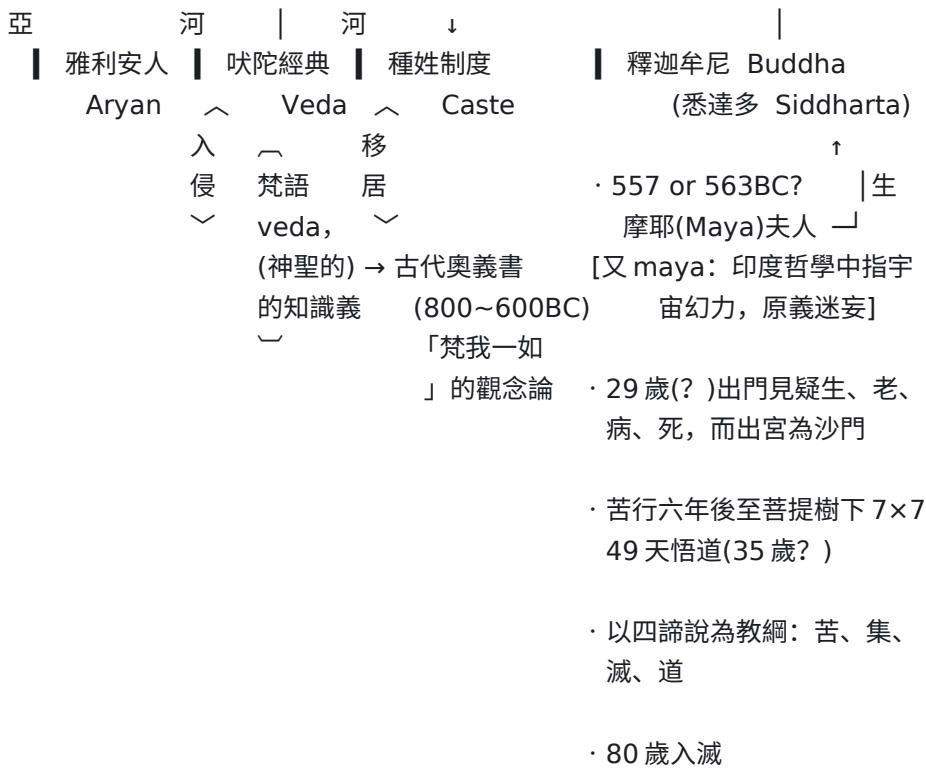 亞 河 │ 河 ↓ │
▌ 雅利安人 ▌ 吠陀經典 ▌ 種姓制度 ▌ 釋迦牟尼 Buddha
Aryan ︿ Veda ︿ Caste (悉達多 Siddharta)
入 ︹ 移 ↑
侵 梵語 居 · 557 or 563BC? │生
﹀ veda, ﹀ 摩耶(Maya)夫人 ─┘
(神聖的) → 古代奧義書 [又 maya：印度哲學中指宇
的知識義 (800~600BC) 宙幻力，原義迷妄]
︺ 「梵我一如
」的觀念論 · 29 歲(？)出門見疑生、老、
病、死，而出宮為沙門
· 苦行六年後至菩提樹下 7×7
49 天悟道(35 歲？)
· 以四諦說為教綱：苦、集、
滅、道
· 80 歲入滅